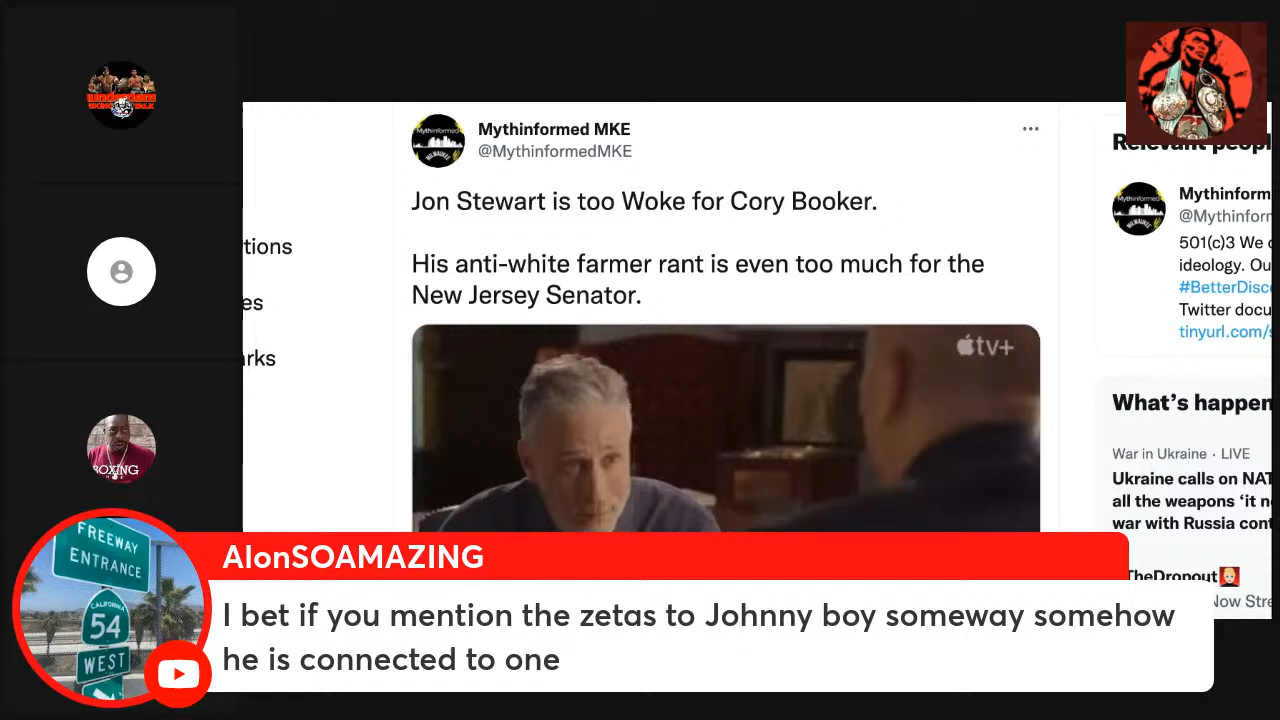 Mythinformed MKE
@MythinformedMKE
Jon Stewart is too Woke for Cory Booker.
His anti-white farmer rant is even too much for the
New Jersey Senator.
tv+
tions
es
rks
Relevant peopl
Mythinform
@Mythinfor
501(c)3 We
ideology. Ou
#BetterDisc
Twitter docu
tinyurl.com/s
What's happen
War in Ukraine · LIVE
Ukraine calls on NAT
all the weapons 'it n
war with Russia cont
TheDropout
Now Stre
BOXING
FREEWAY
ENTRANCE
CALIFORNIA
54
WEST
AlonSOAMAZING
I bet if you mention the zetas to Johnny boy someway somehow
he is connected to one